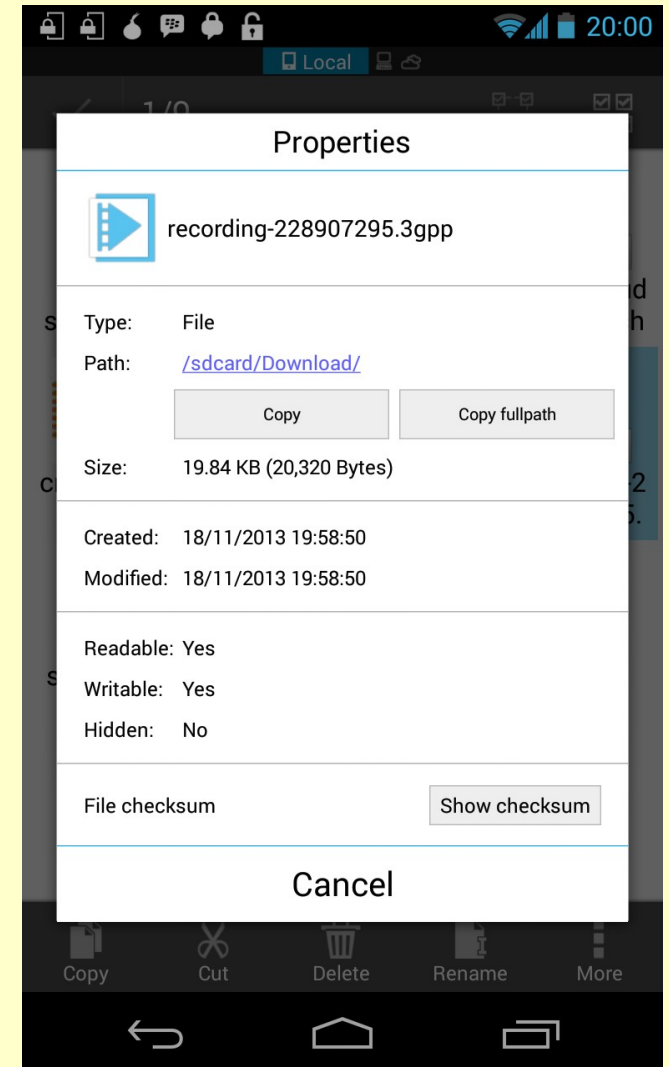 20:00
Local
1/9
Properties
recording-228907295.3gpp
Type: File
Path: /sdcard/Download/
Copy Copy fullpath
Size: 19.84 KB (20,320 Bytes)
Created: 18/11/2013 19:58:50
Modified: 18/11/2013 19:58:50
Readable: Yes
Writable: Yes
Hidden: No
File checksum Show checksum
Cancel
Copy Cut Delete Rename More